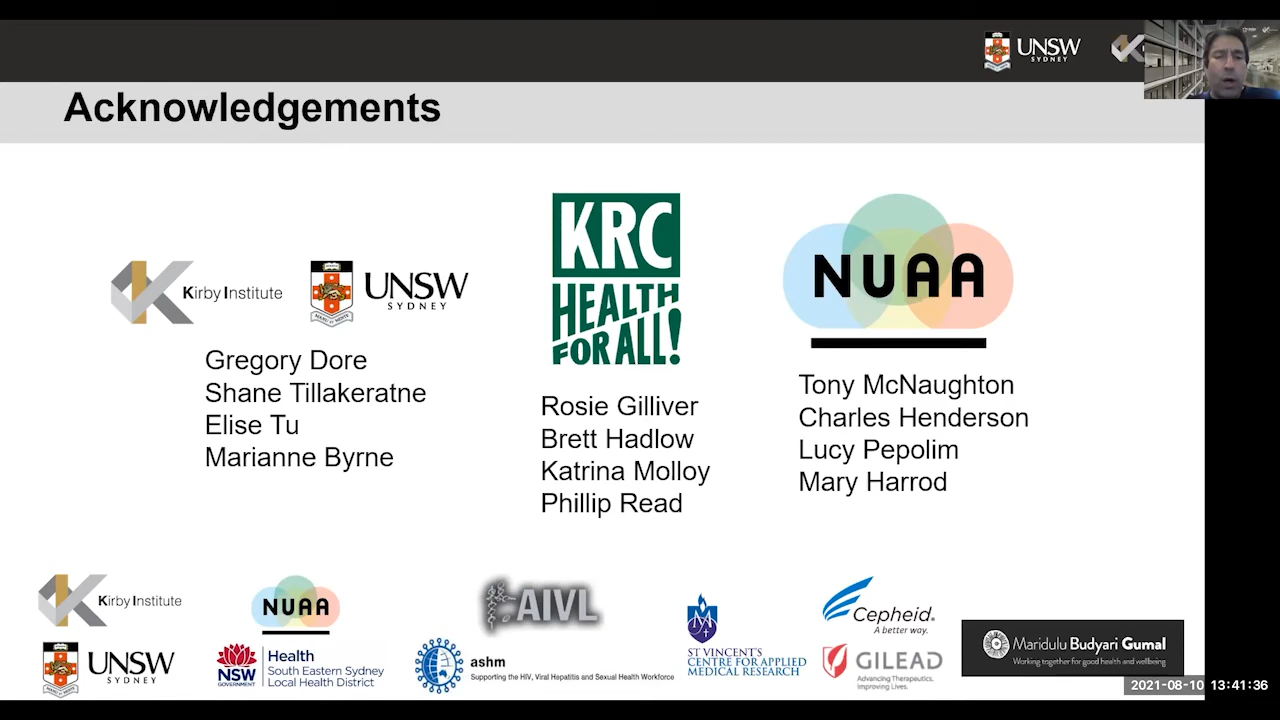 UNSW
SYDNEY
Acknowledgements
Kirby Institute
UNSW
SYDNEY
Gregory Dore
Shane Tillakeratne
Elise Tu
Marianne Byrne
KRC
HEALTH
FOR ALL!
Rosie Gilliver
Brett Hadlow
Katrina Molloy
Phillip Read
NUAA
Tony McNaughton
Charles Henderson
Lucy Pepolim
Mary Harrod
Kirby Institute
NUAA
AIVL
Cepheid.
A better way.
UNSW
SYDNEY
NSW
GOVERNMENT
Health
South Eastern Sydney
Local Health District
ashm
Supporting the HIV, Viral Hepatitis and Sexual Health Workforce
ST VINCENT'S
CENTRE FOR APPLIED
MEDICAL RESEARCH
GILEAD
Advancing Therapeutics.
Improving Lives.
Maridulu Budyari Gumal
Working together for good health and wellbeing
2021-08-10 13:41:36